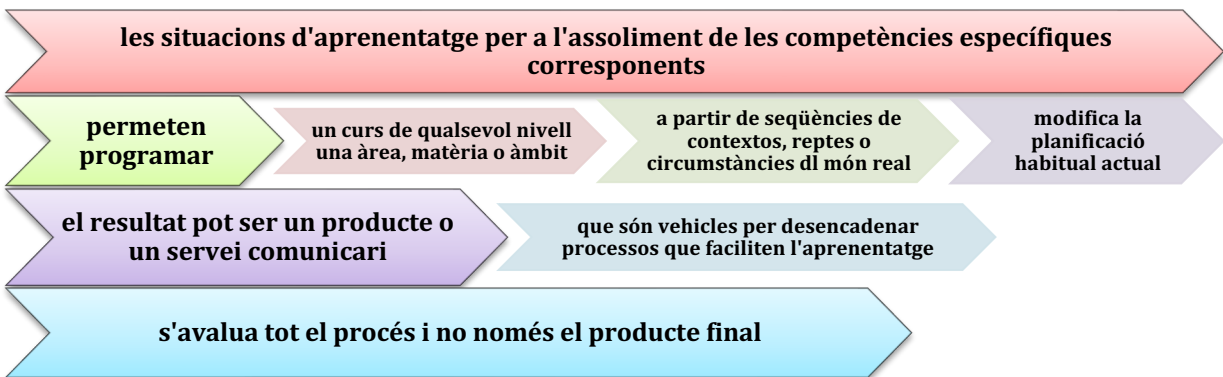 les situacions d'aprenentatge per a l'assoliment de les competències específiques
corresponents
permeten
programar
un curs de qualsevol nivell
una àrea, matèria o àmbit
a partir de seqüències de
contextos, reptes o
circumstàncies dl món real
modifica la
planificació
habitual actual
el resultat pot ser un producte o
un servei comunicari
que són vehicles per desencadenar
processos que faciliten l'aprenentatge
s'avalua tot el procés i no només el producte final